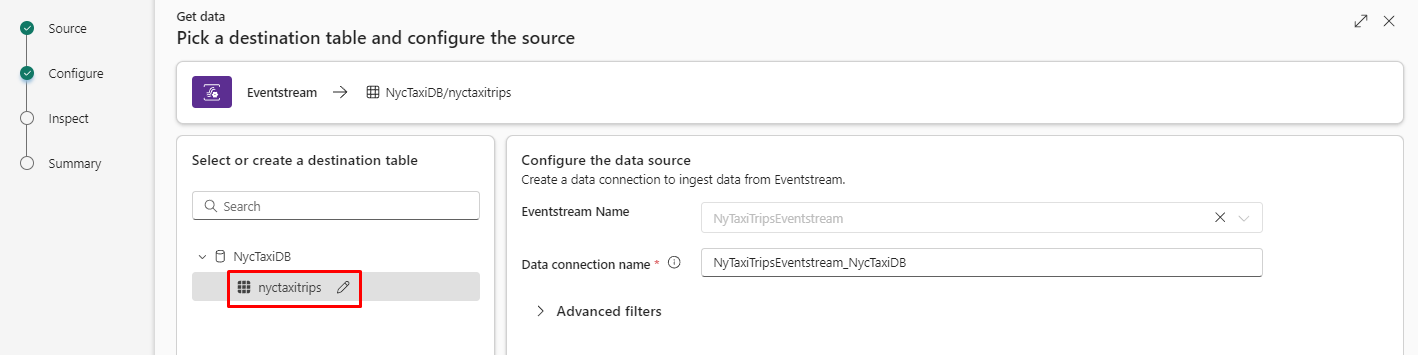 Source
Configure
Inspect
Summary
Get data
Pick a destination table and configure the source
Eventstream
NycTaxiDB/nyctaxitrips
Select or create a destination table
Search
NycTaxiDB
nyctaxitrips
Configure the data source
Create a data connection to ingest data from Eventstream.
Eventstream Name
NyTaxiTripsEventstream
Data connection name *
NyTaxiTripsEventstream_NycTaxiDB
Advanced filters